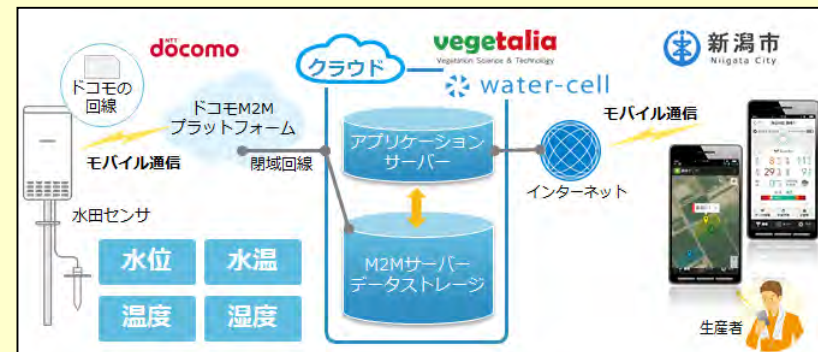 NTT
döcomo
ドコモの
回線
ドコモM2M
プラットフォーム
モバイル通信
閉域回線
水田センサ
水位
水温
温度
湿度
クラウド
vegetalia
Vegetation Science & Technology
water-cell
アプリケーション
サーバー
M2Mサーバー
データストレージ
インターネット
モバイル通信
新潟市
Niigata City
生産者